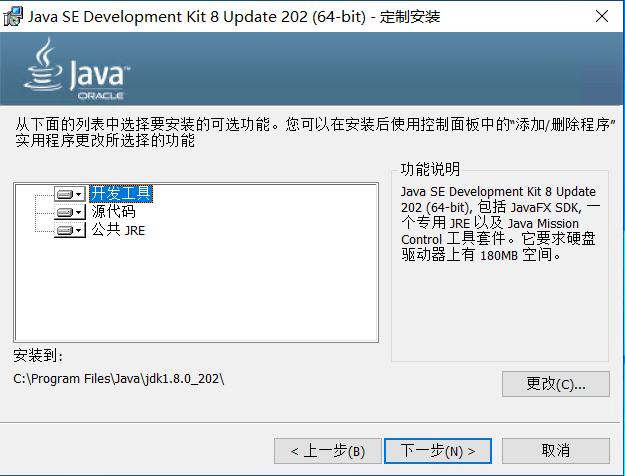 Java SE Development Kit 8 Update 202 (64-bit) - 定制安装
Java™
ORACLE
从下面的列表中选择要安装的可选功能。您可以在安装后使用控制面板中的“添加/删除程序”
实用程序更改所选择的功能
开发工具
源代码
公共 JRE
功能说明
Java SE Development Kit 8 Update
202 (64-bit), 包括 JavaFX SDK, 一
个专用 JRE 以及 Java Mission
Control 工具套件。它要求硬盘
驱动器上有 180MB 空间。
安装到:
C:\Program Files\Java\jdk1.8.0_202\
更改(C)...
< 上一步(B)
下一步(N) >
取消